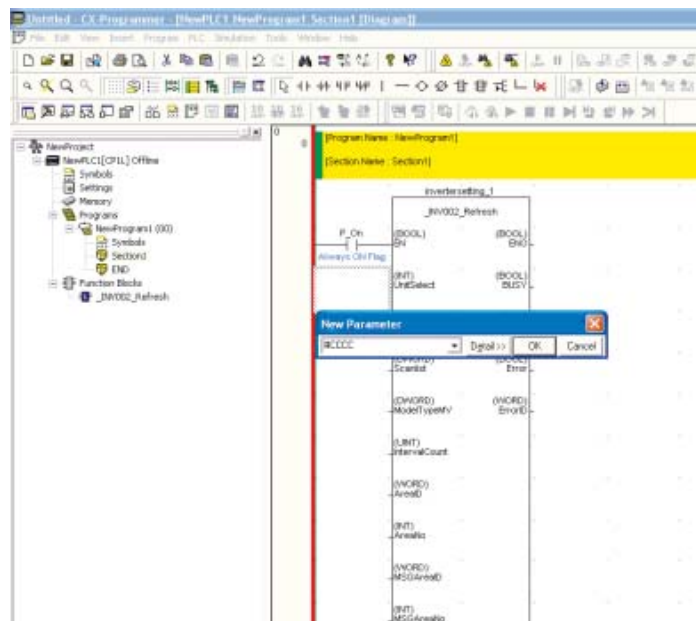 Untitled - CX-Programmer - [NewPLC1.NewProgram1.Section1 [Diagram]]
File Edit View Insert Program PLC Simulation Tools Window Help
NewProject
NewPLC1[CP1L] Offline
Symbols
Settings
Memory
Programs
NewProgram1 (00)
Symbols
Section1
END
Function Blocks
_INV002_Refresh
0
0
[Program Name : NewProgram1]
[Section Name : Section1]
invertersetting_1
_INV002_Refresh
P_On
(BOOL)
EN
(BOOL)
ENO
Always ON Flag
(INT)
UnitSelect
(BOOL)
BUSY
New Parameter
#CCCC
Detail >>
OK
Cancel
Scanlist
Error
(DWORD)
ModelTypeMV
(WORD)
ErrorID
(UINT)
IntervalCount
(WORD)
AreaID
(INT)
AreaNo
(WORD)
MSGAreaID
(INT)
MSGAreaNo